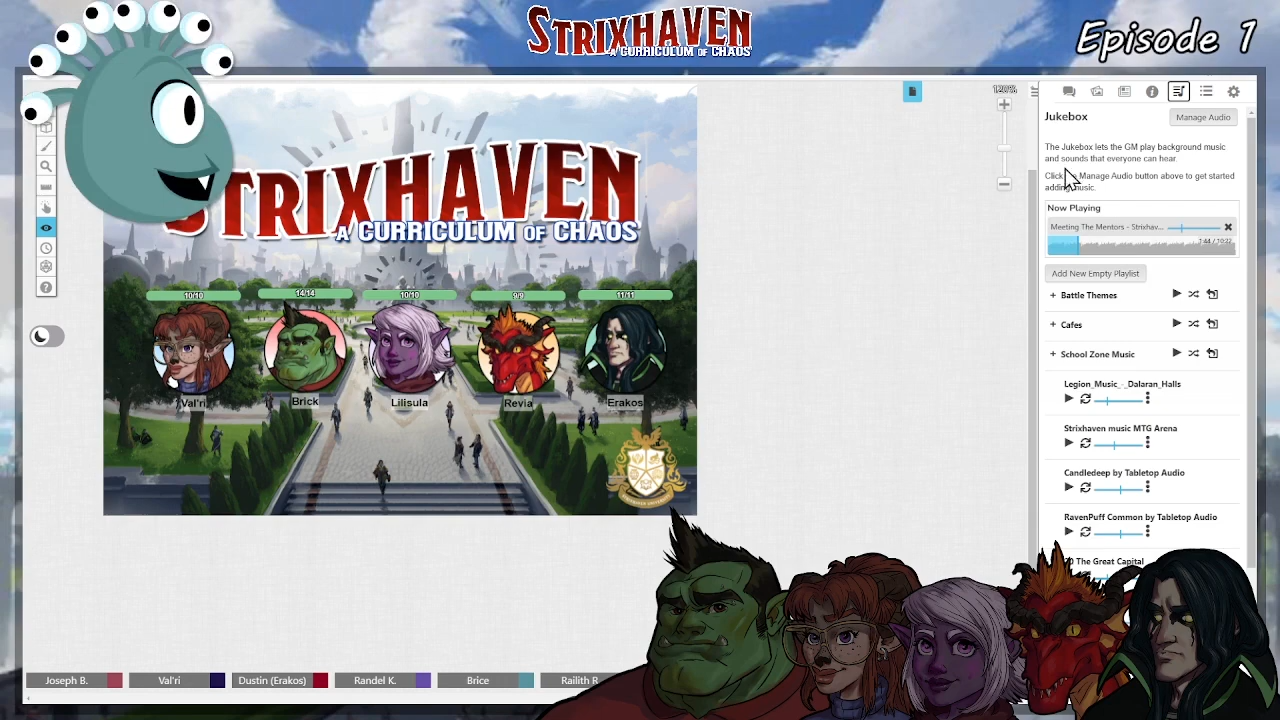 STRIXHAVEN
A CURRICULUM OF CHAOS
Episode 1
Jukebox
Manage Audio
The Jukebox lets the GM play background music
and sounds that everyone can hear.
Manage Audio button above to get started
Now Playing
Meeting The Mentors - Strixhav...
1:44 / 10:22
Add New Empty Playlist
+ Battle Themes
+ Cafes
+ School Zone Music
Legion_Music_-_Dalaran_Halls
Strixhaven music MTG Arena
Candledeep by Tabletop Audio
RavenPuff Common by Tabletop Audio
The Great Capital
STRIXHAVEN
A CURRICULUM OF CHAOS
10/10
14/14
10/10
9/9
11/11
Val'ri
Brick
Lilisula
Revia
Erakos
Joseph B.
Val'ri
Dustin (Erakos)
Randel K.
Brice
Railith R